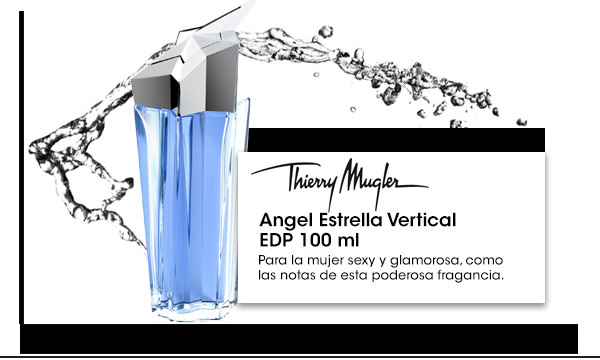 Thierry Mugler
Angel Estrella Vertical
EDP 100 ml
Para la mujer sexy y glamorosa, como
las notas de esta poderosa fragancia.